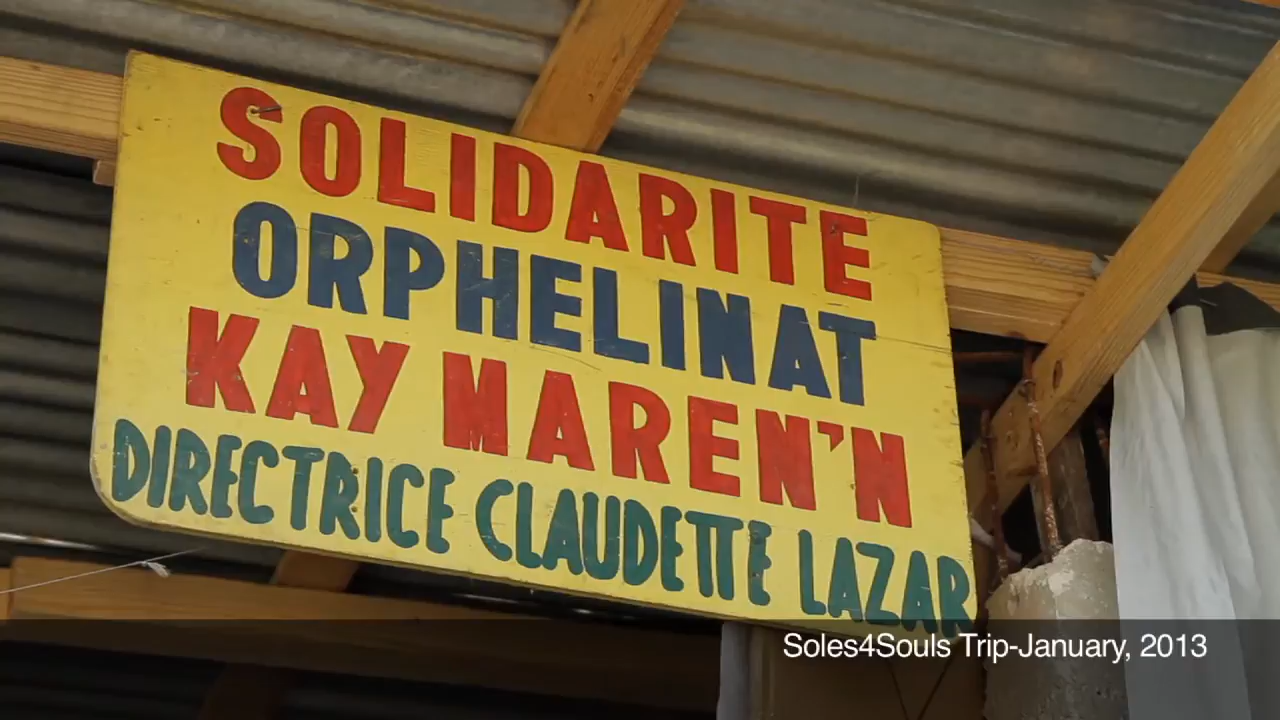 SOLIDARITE
ORPHELINAT
KAY MAREN'N
DIRECTRICE CLAUDETTE LAZAR
Soles4Souls Trip-January, 2013